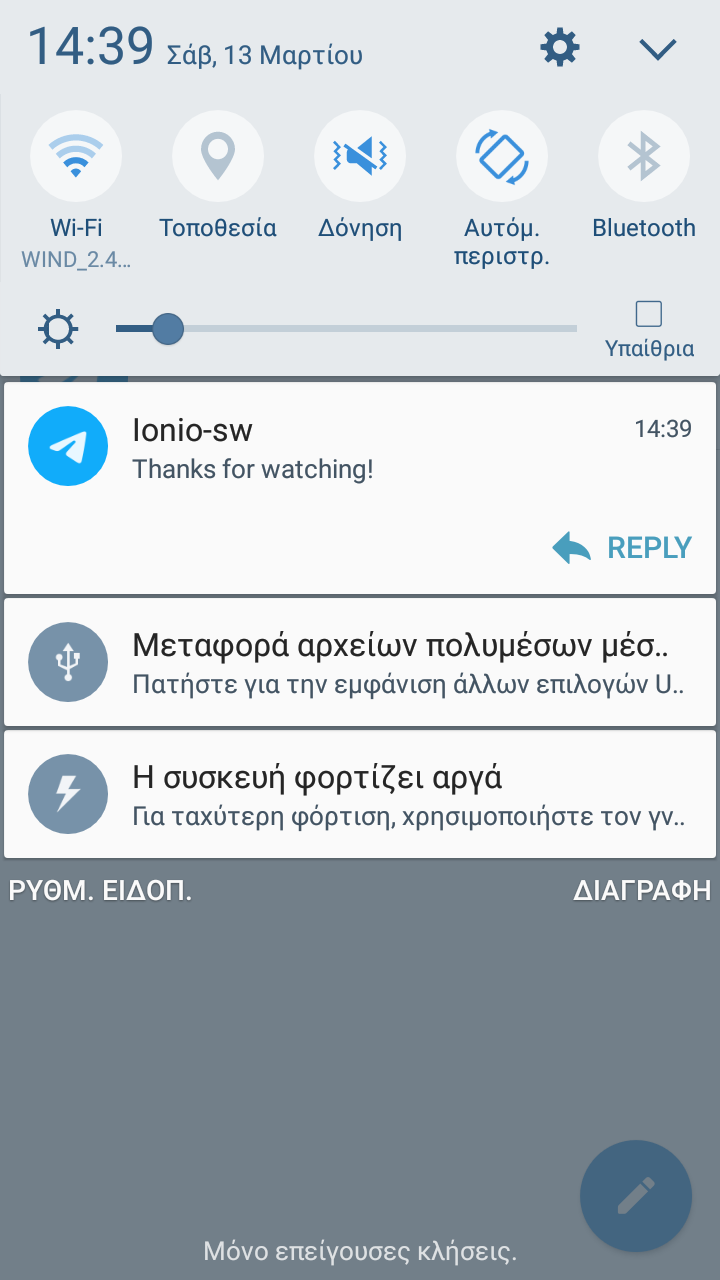 14:39 Σάβ, 13 Μαρτίου
Wi-Fi
WIND_2.4...
Τοποθεσία
Δόνηση
Αυτόμ.
περιστρ.
Bluetooth
Υπαίθρια
Ionio-sw 14:39
Thanks for watching!
REPLY
Μεταφορά αρχείων πολυμέσων μέσ..
Πατήστε για την εμφάνιση άλλων επιλογών U..
Η συσκευή φορτίζει αργά
Για ταχύτερη φόρτιση, χρησιμοποιήστε τον γν..
ΡΥΘΜ. ΕΙΔΟΠ. ΔΙΑΓΡΑΦΗ
Μόνο επείγουσες κλήσεις.